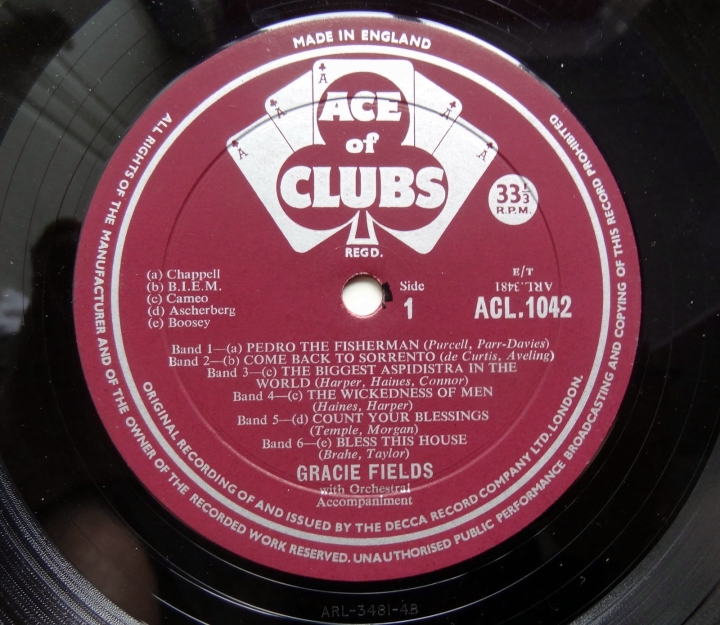 MADE IN ENGLAND
A
A
A
A
ACE
of
CLUBS
REGD.
33⅓
R.P.M.
(a) Chappell
(b) B.I.E.M.
(c) Cameo
(d) Ascherberg
(e) Boosey
Side
1
ARL.3481
T/B
ACL.1042
Band 1—(a) PEDRO THE FISHERMAN (Purcell, Parr-Davies)
Band 2—(b) COME BACK TO SORRENTO (de Curtis, Aveling)
Band 3—(c) THE BIGGEST ASPIDISTRA IN THE
WORLD (Harper, Haines, Connor)
Band 4—(c) THE WICKEDNESS OF MEN
(Haines, Harper)
Band 5—(d) COUNT YOUR BLESSINGS
(Temple, Morgan)
Band 6—(e) BLESS THIS HOUSE
(Brahe, Taylor)
GRACIE FIELDS
with Orchestral
Accompaniment
ORIGINAL RECORDING OF AND ISSUED BY THE DECCA RECORD COMPANY LTD. LONDON.
ALL RIGHTS OF THE MANUFACTURER AND OF THE OWNER OF THE RECORDED WORK RESERVED. UNAUTHORISED PUBLIC PERFORMANCE BROADCASTING AND COPYING OF THIS RECORD PROHIBITED
ARL-3481-4B